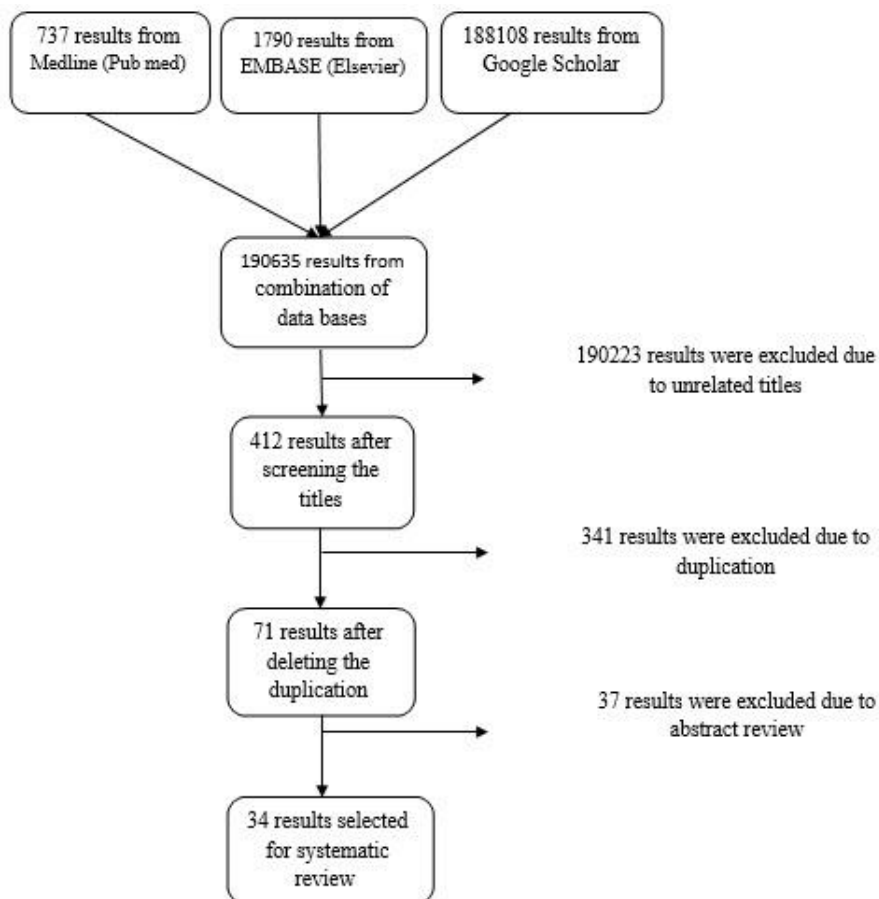 737 results from
Medline (Pub med)
1790 results from
EMBASE (Elsevier)
188108 results from
Google Scholar
190635 results from
combination of
data bases
190223 results were excluded due
to unrelated titles
412 results after
screening the
titles
341 results were excluded due to
duplication
71 results after
deleting the
duplication
37 results were excluded due to
abstract review
34 results selected
for systematic
review